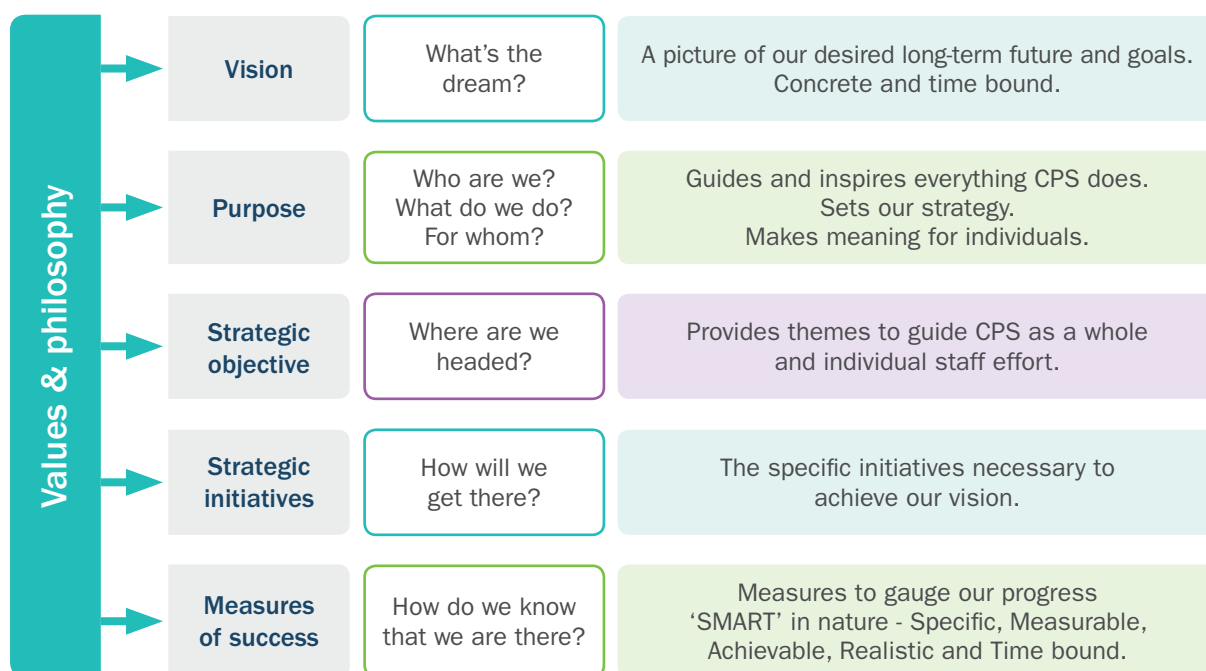 Values & philosophy
Vision
What's the
dream?
A picture of our desired long-term future and goals.
Concrete and time bound.
Purpose
Who are we?
What do we do?
For whom?
Guides and inspires everything CPS does.
Sets our strategy.
Makes meaning for individuals.
Strategic
objective
Where are we
headed?
Provides themes to guide CPS as a whole
and individual staff effort.
Strategic
initiatives
How will we
get there?
The specific initiatives necessary to
achieve our vision.
Measures
of success
How do we know
that we are there?
Measures to gauge our progress
‘SMART’ in nature - Specific, Measurable,
Achievable, Realistic and Time bound.